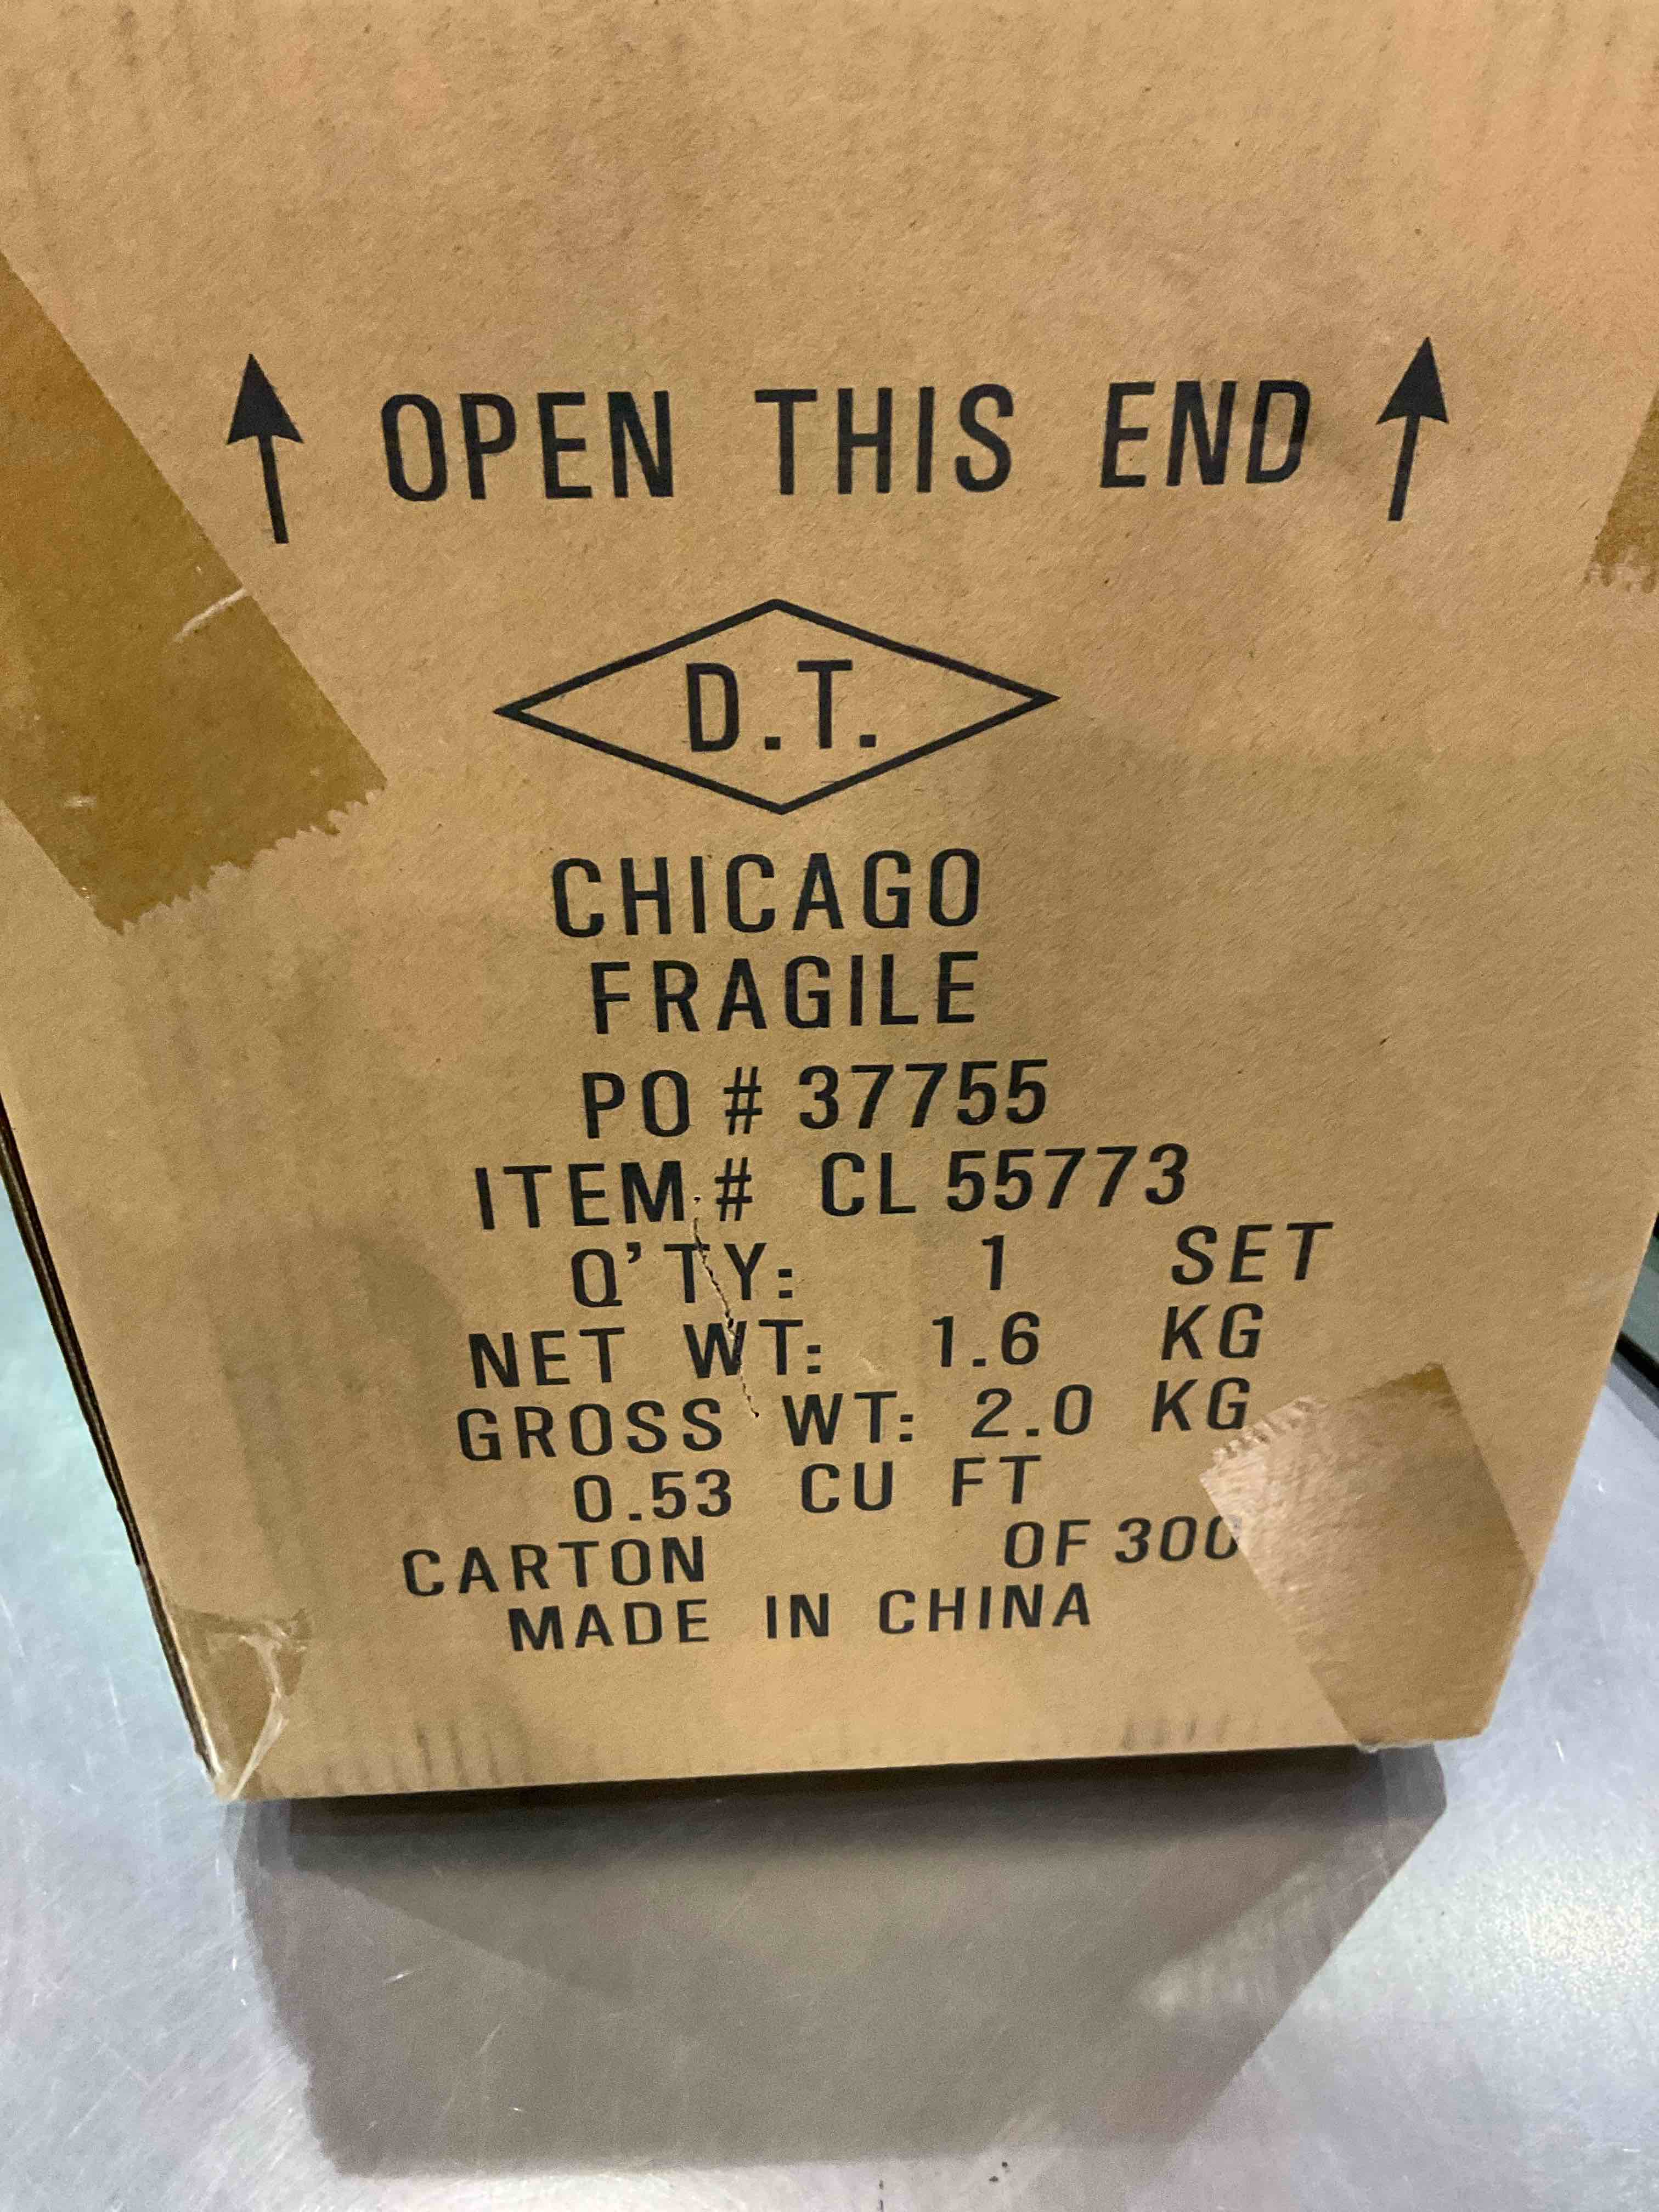 OPEN THIS END
D.T.
CHICAGO
FRAGILE
PO # 37755
ITEM # CL 55773
Q'TY: 1 SET
NET WT: 1.6 KG
GROSS WT: 2.0 KG
0.53 CU FT
CARTON OF 300
MADE IN CHINA